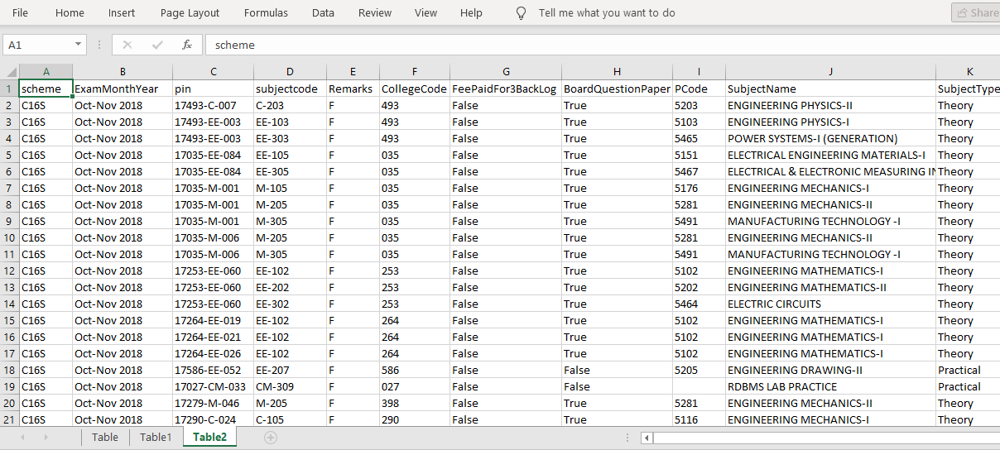 File Home Insert Page Layout Formulas Data Review View Help Tell me what you want to do Share
A1 fx scheme
A B C D E F G H I J K
1 scheme ExamMonthYear pin subjectcode Remarks CollegeCode FeePaidFor3BackLog BoardQuestionPaper PCode SubjectName SubjectType
2 C16S Oct-Nov 2018 17493-C-007 C-203 F 493 False True 5203 ENGINEERING PHYSICS-II Theory
3 C16S Oct-Nov 2018 17493-EE-003 EE-103 F 493 False True 5103 ENGINEERING PHYSICS-I Theory
4 C16S Oct-Nov 2018 17493-EE-003 EE-303 F 493 False True 5465 POWER SYSTEMS-I (GENERATION) Theory
5 C16S Oct-Nov 2018 17035-EE-084 EE-105 F 035 False True 5151 ELECTRICAL ENGINEERING MATERIALS-I Theory
6 C16S Oct-Nov 2018 17035-EE-084 EE-305 F 035 False True 5467 ELECTRICAL & ELECTRONIC MEASURING IN Theory
7 C16S Oct-Nov 2018 17035-M-001 M-105 F 035 False True 5176 ENGINEERING MECHANICS-I Theory
8 C16S Oct-Nov 2018 17035-M-001 M-205 F 035 False True 5281 ENGINEERING MECHANICS-II Theory
9 C16S Oct-Nov 2018 17035-M-001 M-305 F 035 False True 5491 MANUFACTURING TECHNOLOGY -I Theory
10 C16S Oct-Nov 2018 17035-M-006 M-205 F 035 False True 5281 ENGINEERING MECHANICS-II Theory
11 C16S Oct-Nov 2018 17035-M-006 M-305 F 035 False True 5491 MANUFACTURING TECHNOLOGY -I Theory
12 C16S Oct-Nov 2018 17253-EE-060 EE-102 F 253 False True 5102 ENGINEERING MATHEMATICS-I Theory
13 C16S Oct-Nov 2018 17253-EE-060 EE-202 F 253 False True 5202 ENGINEERING MATHEMATICS-II Theory
14 C16S Oct-Nov 2018 17253-EE-060 EE-302 F 253 False True 5464 ELECTRIC CIRCUITS Theory
15 C16S Oct-Nov 2018 17264-EE-019 EE-102 F 264 False True 5102 ENGINEERING MATHEMATICS-I Theory
16 C16S Oct-Nov 2018 17264-EE-021 EE-102 F 264 False True 5102 ENGINEERING MATHEMATICS-I Theory
17 C16S Oct-Nov 2018 17264-EE-026 EE-102 F 264 False True 5102 ENGINEERING MATHEMATICS-I Theory
18 C16S Oct-Nov 2018 17586-EE-052 EE-207 F 586 False False 5205 ENGINEERING DRAWING-II Practical
19 C16S Oct-Nov 2018 17027-CM-033 CM-309 F 027 False False RDBMS LAB PRACTICE Practical
20 C16S Oct-Nov 2018 17279-M-046 M-205 F 398 False True 5281 ENGINEERING MECHANICS-II Theory
21 C16S Oct-Nov 2018 17290-C-024 C-105 F 290 False True 5116 ENGINEERING MECHANICS-I Theory
Table Table1 Table2